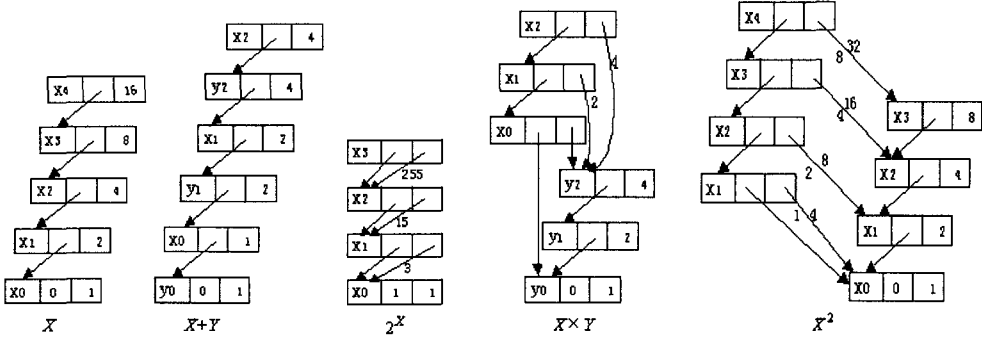 X4 16
X3 8
X2 4
X1 2
X0 0 1
X
X2 4
y2 4
X1 2
y1 2
X0 1
y0 0 1
X+Y
X3
255
X2
15
X1
3
X0 1 1
2^X
X2
4
X1
2
X0
y2 4
y1 2
y0 0 1
X×Y
X4
32
8
X3
16
4
X3 8
X2
X2 4
8
2
X1
1 4
X1 2
X0 0 1
X²